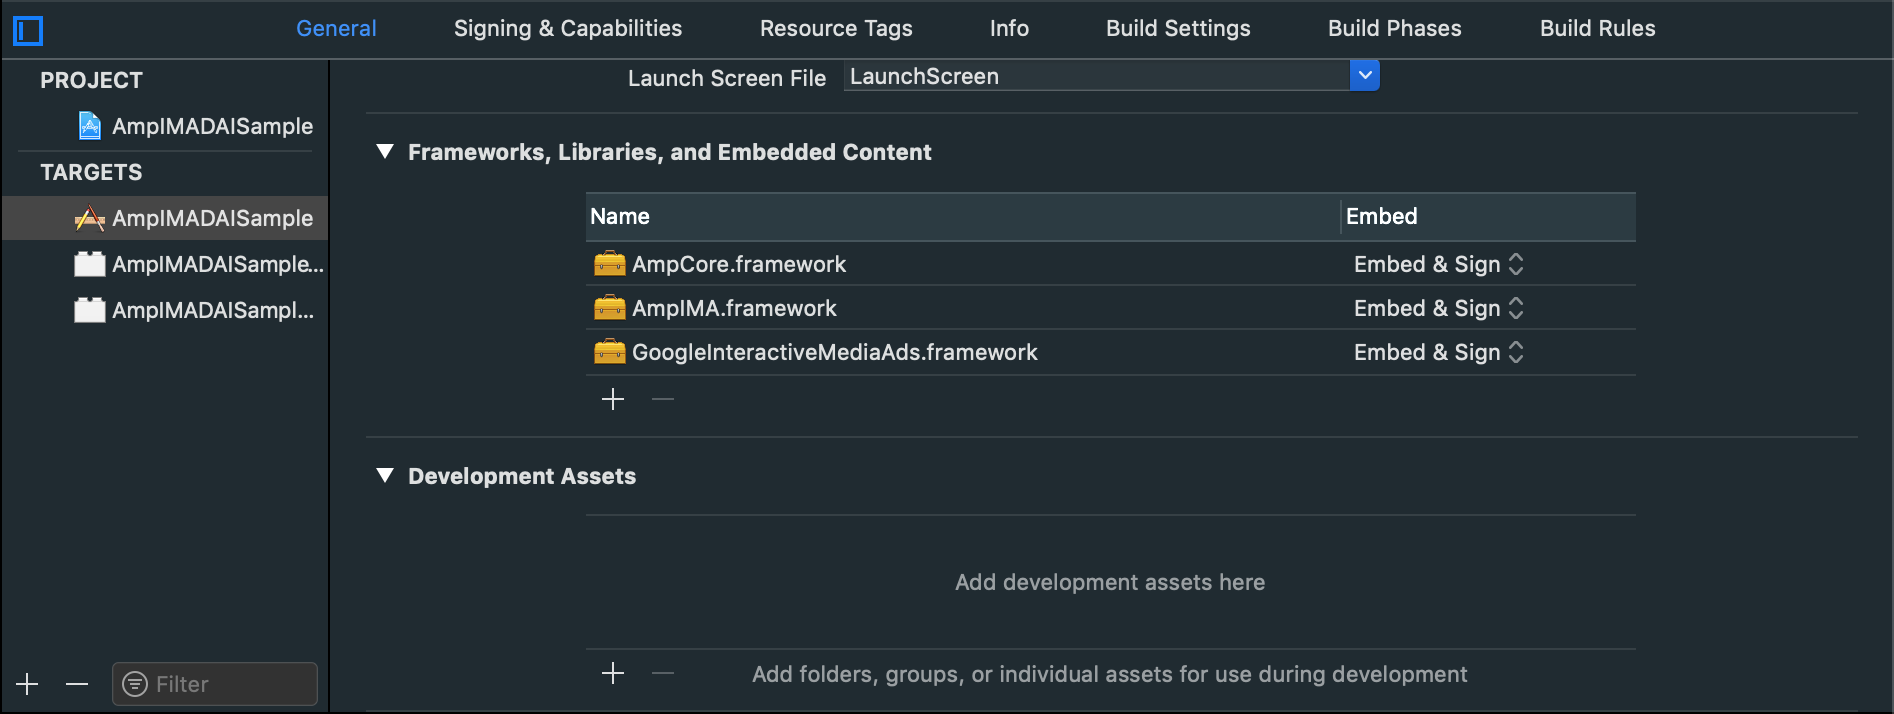 General Signing & Capabilities Resource Tags Info Build Settings Build Phases Build Rules
PROJECT
AmpIMADAISample
TARGETS
AmpIMADAISample
AmpIMADAISample...
AmpIMADAISampl...
Filter
Launch Screen File LaunchScreen
Frameworks, Libraries, and Embedded Content
Name Embed
AmpCore.framework Embed & Sign
AmpIMA.framework Embed & Sign
GoogleInteractiveMediaAds.framework Embed & Sign
Development Assets
Add development assets here
Add folders, groups, or individual assets for use during development